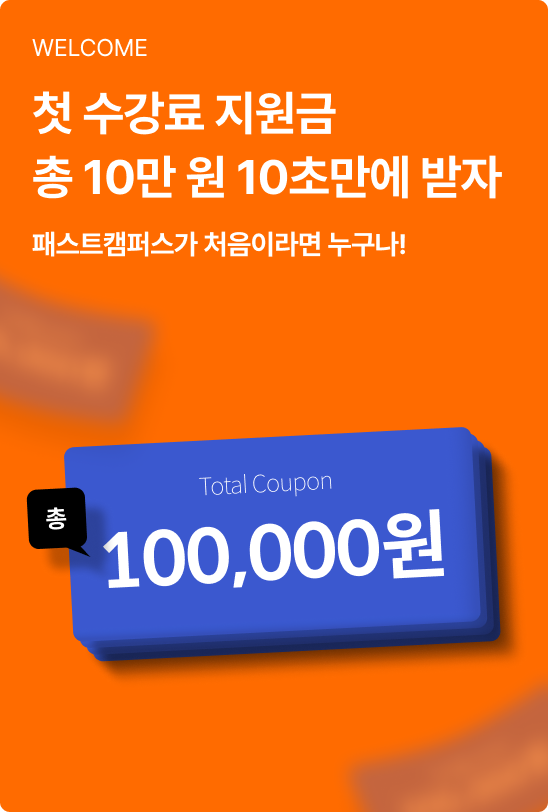 WELCOME
첫 수강료 지원금
총 10만 원 10초만에 받자
패스트캠퍼스가 처음이라면 누구나!
Total Coupon
총
100,000원